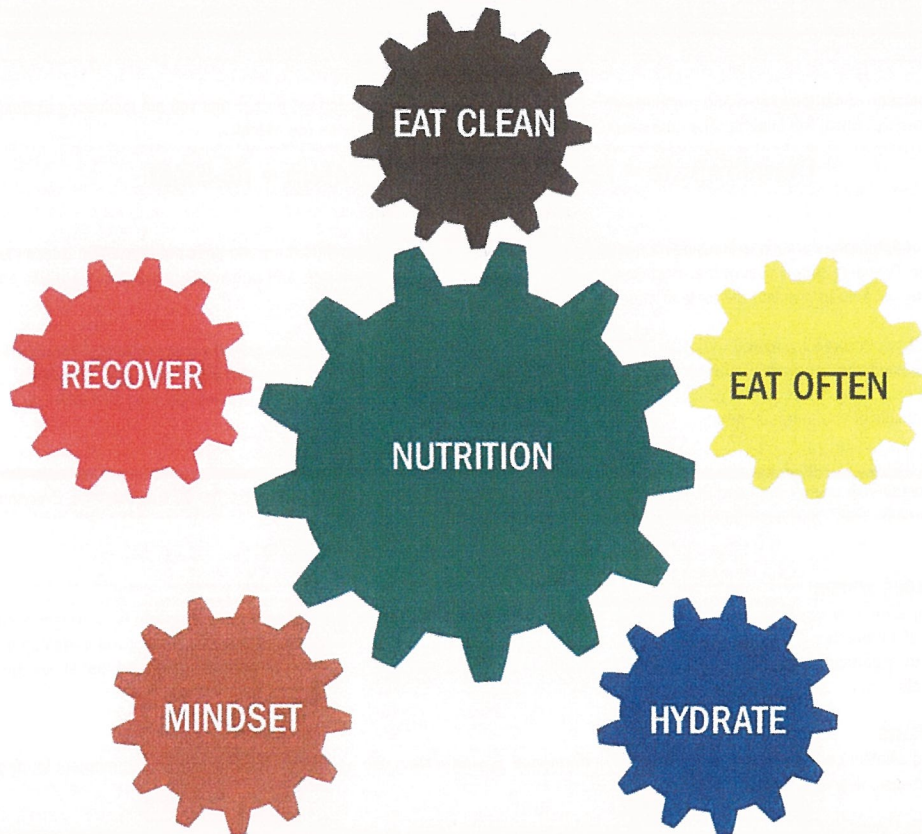 EAT CLEAN
RECOVER
EAT OFTEN
NUTRITION
MINDSET
HYDRATE